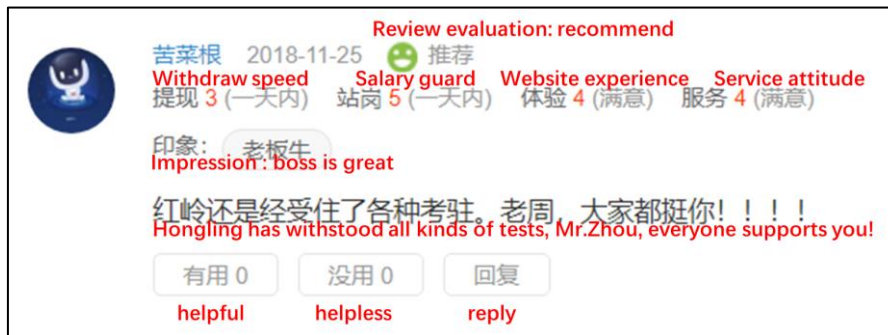 Review evaluation: recommend
苦菜根 2018-11-25 推荐
Withdraw speed Salary guard Website experience Service attitude
提现 3 (一天内) 站岗 5 (一天内) 体验 4 (满意) 服务 4 (满意)
印象: 老板牛
Impression : boss is great
红岭还是经受住了各种考驻。老周，大家都挺你！！！！
Hongling has withstood all kinds of tests, Mr.Zhou, everyone supports you!
有用 0 没用 0 回复
helpful helpless reply